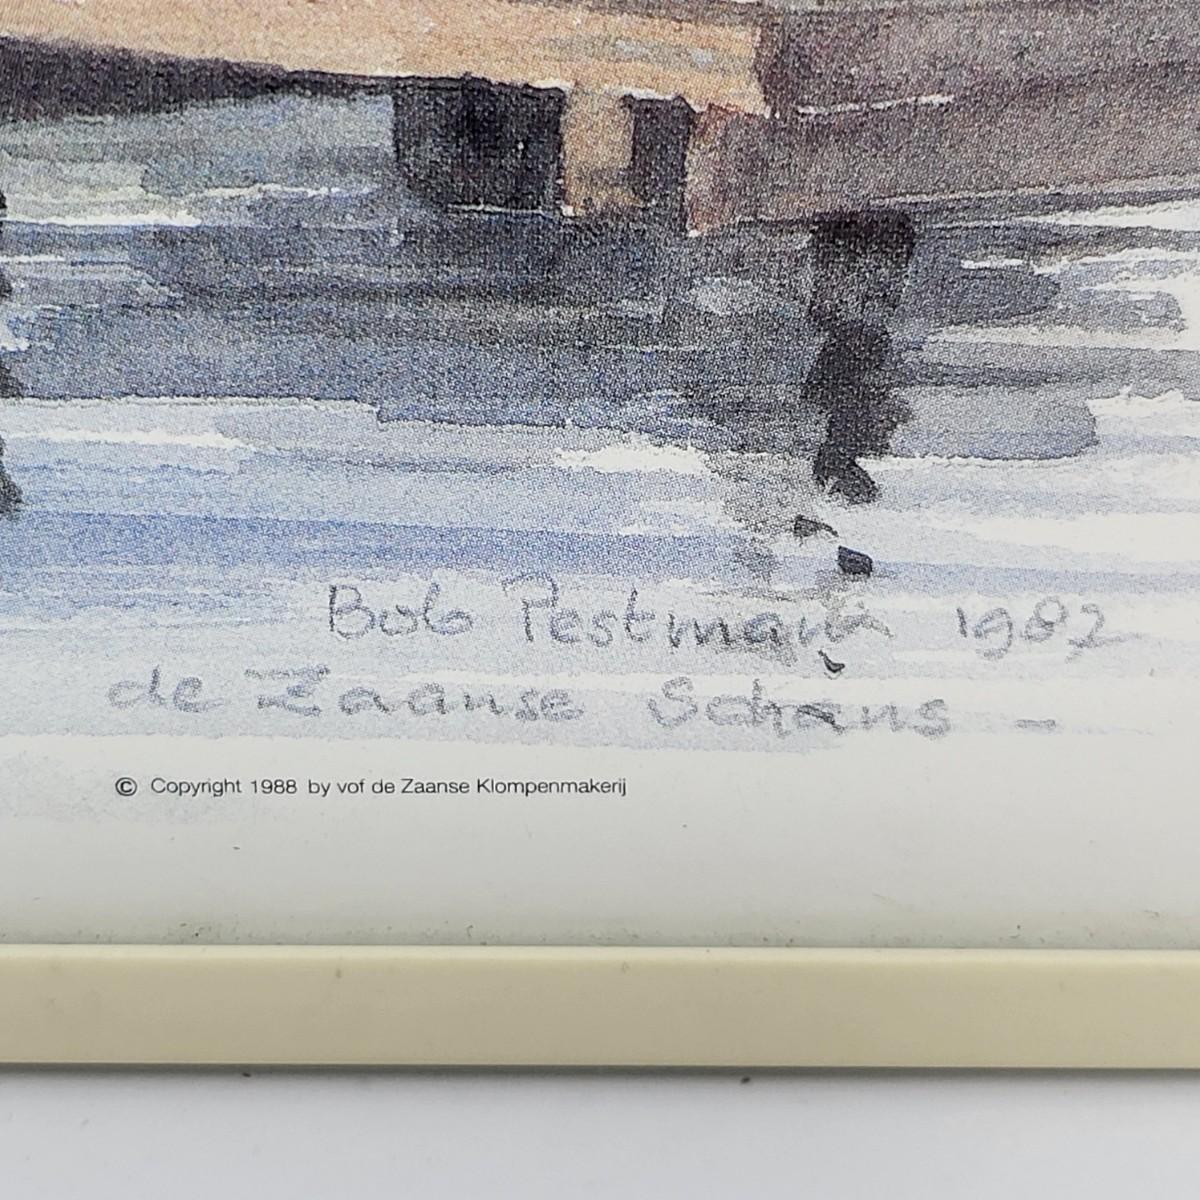 Bob Pestman 1982
de Zaanse Schans -
© Copyright 1988 by vof de Zaanse Klompenmakerij